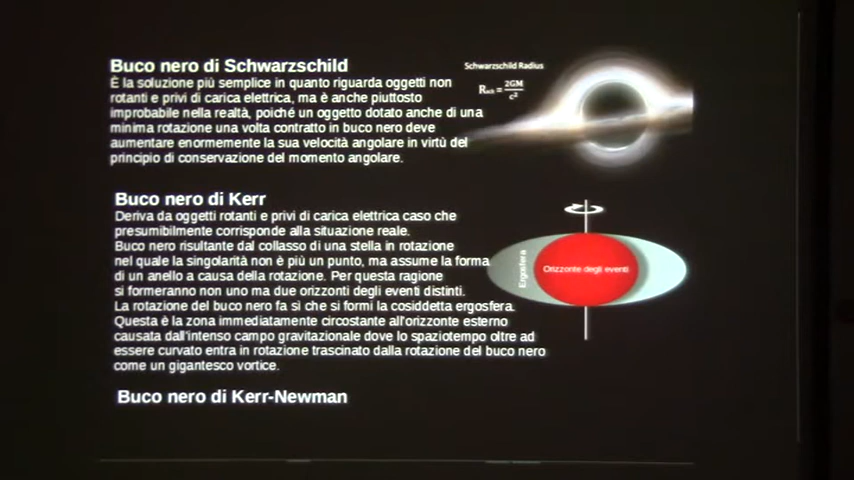 Buco nero di Schwarzschild
È la soluzione più semplice in quanto riguarda oggetti non
rotanti e privi di carica elettrica, ma è anche piuttosto
improbabile nella realtà, poiché un oggetto dotato anche di una
minima rotazione una volta contratto in buco nero deve
aumentare enormemente la sua velocità angolare in virtù del
principio di conservazione del momento angolare.
Schwarzschild Radius
Rsch = 2GM
c²
Buco nero di Kerr
Deriva da oggetti rotanti e privi di carica elettrica caso che
presumibilmente corrisponde alla situazione reale.
Buco nero risultante dal collasso di una stella in rotazione
nel quale la singolarità non è più un punto, ma assume la forma
di un anello a causa della rotazione. Per questa ragione
si formeranno non uno ma due orizzonti degli eventi distinti.
La rotazione del buco nero fa sì che si formi la cosiddetta ergosfera.
Questa è la zona immediatamente circostante all'orizzonte esterno
causata dall'intenso campo gravitazionale dove lo spaziotempo oltre ad
essere curvato entra in rotazione trascinato dalla rotazione del buco nero
come un gigantesco vortice.
Ergosfera
Orizzonte degli eventi
Buco nero di Kerr-Newman